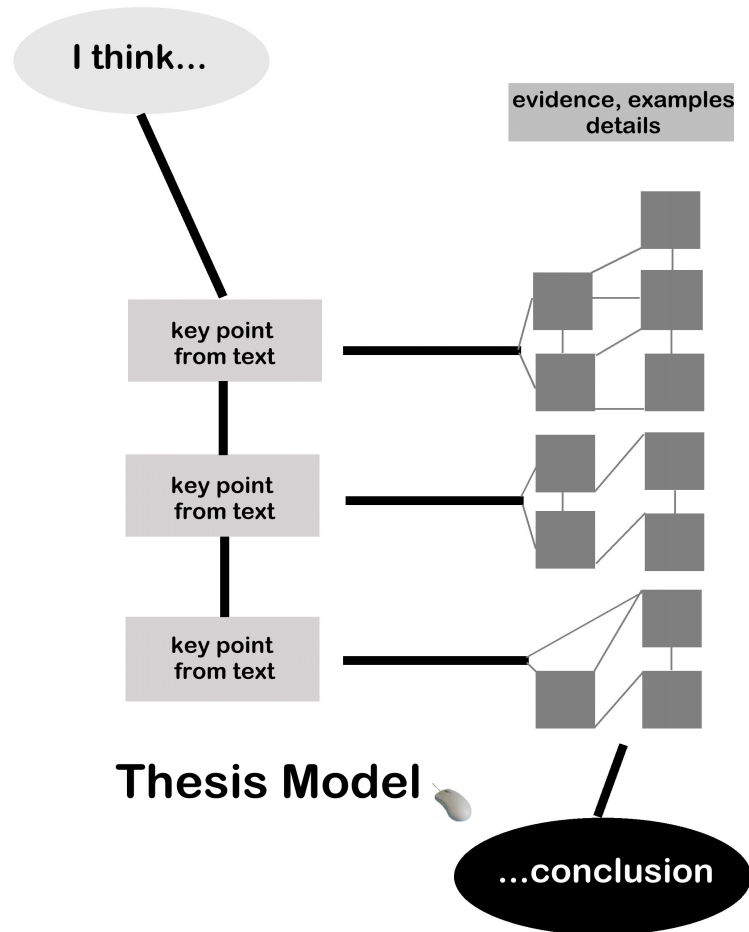 I think...
evidence, examples
details
key point
from text
key point
from text
key point
from text
Thesis Model
...conclusion